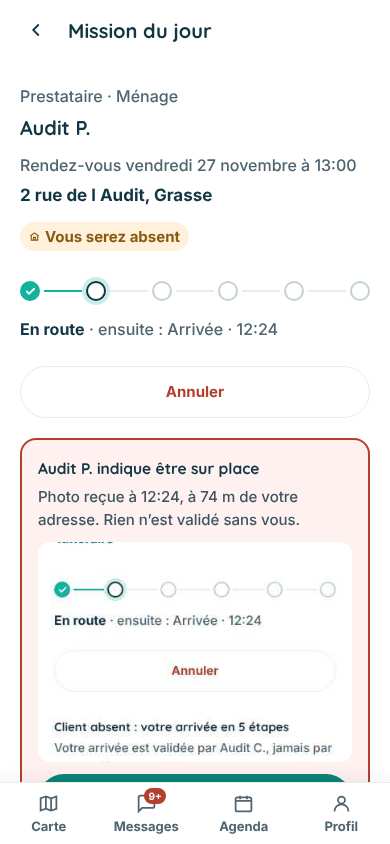 Mission du jour
Prestataire · Ménage
Audit P.
Rendez-vous vendredi 27 novembre à 13:00
2 rue de l Audit, Grasse
Vous serez absent
En route · ensuite : Arrivée · 12:24
Annuler
Audit P. indique être sur place
Photo reçue à 12:24, à 74 m de votre
adresse. Rien n’est validé sans vous.
En route · ensuite : Arrivée · 12:24
Annuler
Client absent : votre arrivée en 5 étapes
Votre arrivée est validée par Audit C., jamais par
9+
Carte
Messages
Agenda
Profil